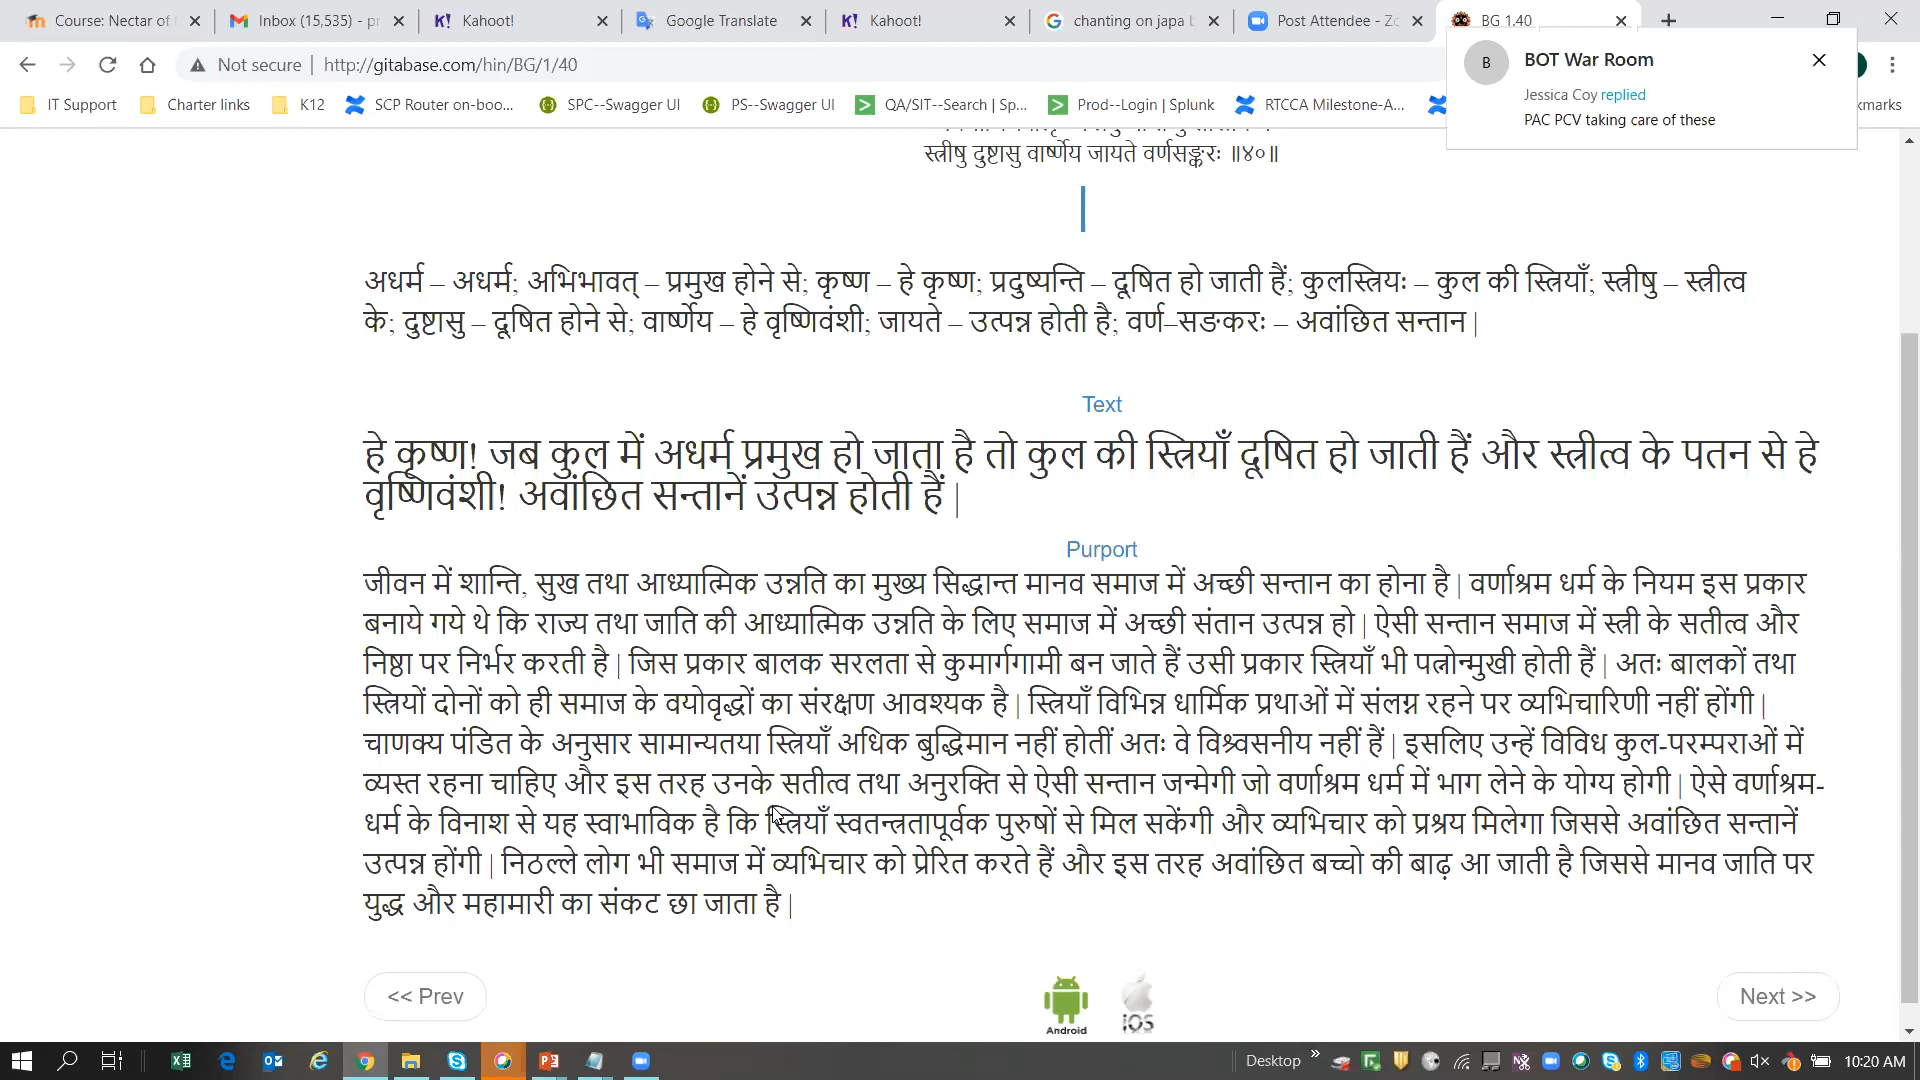 Course: Nectar of
Inbox (15,535) - pr
Kahoot!
Google Translate
Kahoot!
chanting on japa b
Post Attendee - Zo
BG 1.40
Not secure | http://gitabase.com/hin/BG/1/40
B
BOT War Room
Jessica Coy replied
PAC PCV taking care of these
IT Support
Charter links
K12
SCP Router on-boo...
SPC--Swagger UI
PS--Swagger UI
QA/SIT--Search | Sp...
Prod--Login | Splunk
RTCCA Milestone-A...
kmarks
स्त्रीषु दुष्टासु वार्ष्णेय जायते वर्णसङ्करः ॥४०॥
अधर्म – अधर्म; अभिभावत् – प्रमुख होने से; कृष्ण – हे कृष्ण; प्रदुष्यन्ति – दूषित हो जाती हैं; कुलस्त्रियः – कुल की स्त्रियाँ; स्त्रीषु – स्त्रीत्व
के; दुष्टासु – दूषित होने से; वार्ष्णेय – हे वृष्णिवंशी; जायते – उत्पन्न होती है; वर्ण–सङकरः – अवांछित सन्तान |
Text
हे कृष्ण! जब कुल में अधर्म प्रमुख हो जाता है तो कुल की स्त्रियाँ दूषित हो जाती हैं और स्त्रीत्व के पतन से हे
वृष्णिवंशी! अवांछित सन्तानें उत्पन्न होती हैं |
Purport
जीवन में शान्ति, सुख तथा आध्यात्मिक उन्नति का मुख्य सिद्धान्त मानव समाज में अच्छी सन्तान का होना है | वर्णाश्रम धर्म के नियम इस प्रकार
बनाये गये थे कि राज्य तथा जाति की आध्यात्मिक उन्नति के लिए समाज में अच्छी संतान उत्पन्न हो | ऐसी सन्तान समाज में स्त्री के सतीत्व और
निष्ठा पर निर्भर करती है | जिस प्रकार बालक सरलता से कुमार्गगामी बन जाते हैं उसी प्रकार स्त्रियाँ भी पत्नोन्मुखी होती हैं | अतः बालकों तथा
स्त्रियों दोनों को ही समाज के वयोवृद्धों का संरक्षण आवश्यक है | स्त्रियाँ विभिन्न धार्मिक प्रथाओं में संलग्न रहने पर व्यभिचारिणी नहीं होंगी |
चाणक्य पंडित के अनुसार सामान्यतया स्त्रियाँ अधिक बुद्धिमान नहीं होतीं अतः वे विश्र्वसनीय नहीं हैं | इसलिए उन्हें विविध कुल-परम्पराओं में
व्यस्त रहना चाहिए और इस तरह उनके सतीत्व तथा अनुरक्ति से ऐसी सन्तान जन्मेगी जो वर्णाश्रम धर्म में भाग लेने के योग्य होगी | ऐसे वर्णाश्रम-
धर्म के विनाश से यह स्वाभाविक है कि स्त्रियाँ स्वतन्त्रतापूर्वक पुरुषों से मिल सकेंगी और व्यभिचार को प्रश्रय मिलेगा जिससे अवांछित सन्तानें
उत्पन्न होंगी | निठल्ले लोग भी समाज में व्यभिचार को प्रेरित करते हैं और इस तरह अवांछित बच्चो की बाढ़ आ जाती है जिससे मानव जाति पर
युद्ध और महामारी का संकट छा जाता है |
<< Prev
Android
iOS
Next >>
Desktop
10:20 AM